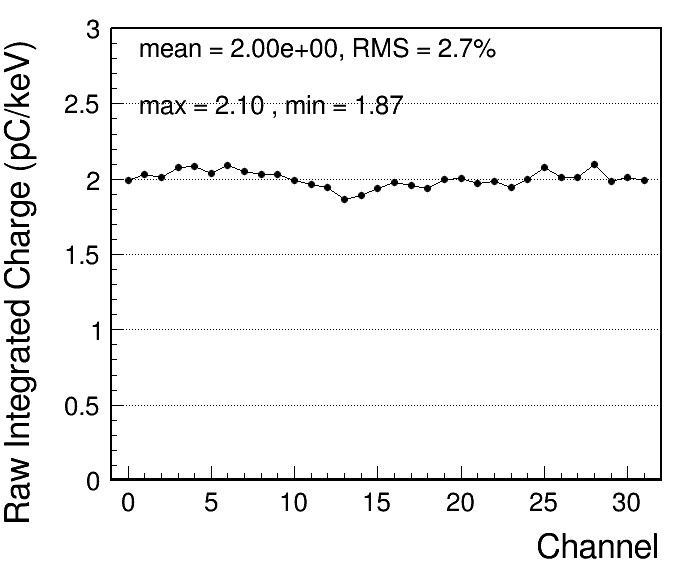 Raw Integrated Charge (pC/keV)
3
2.5
2
1.5
1
0.5
0
mean = 2.00e+00, RMS = 2.7%
max = 2.10 , min = 1.87
0 5 10 15 20 25 30
Channel